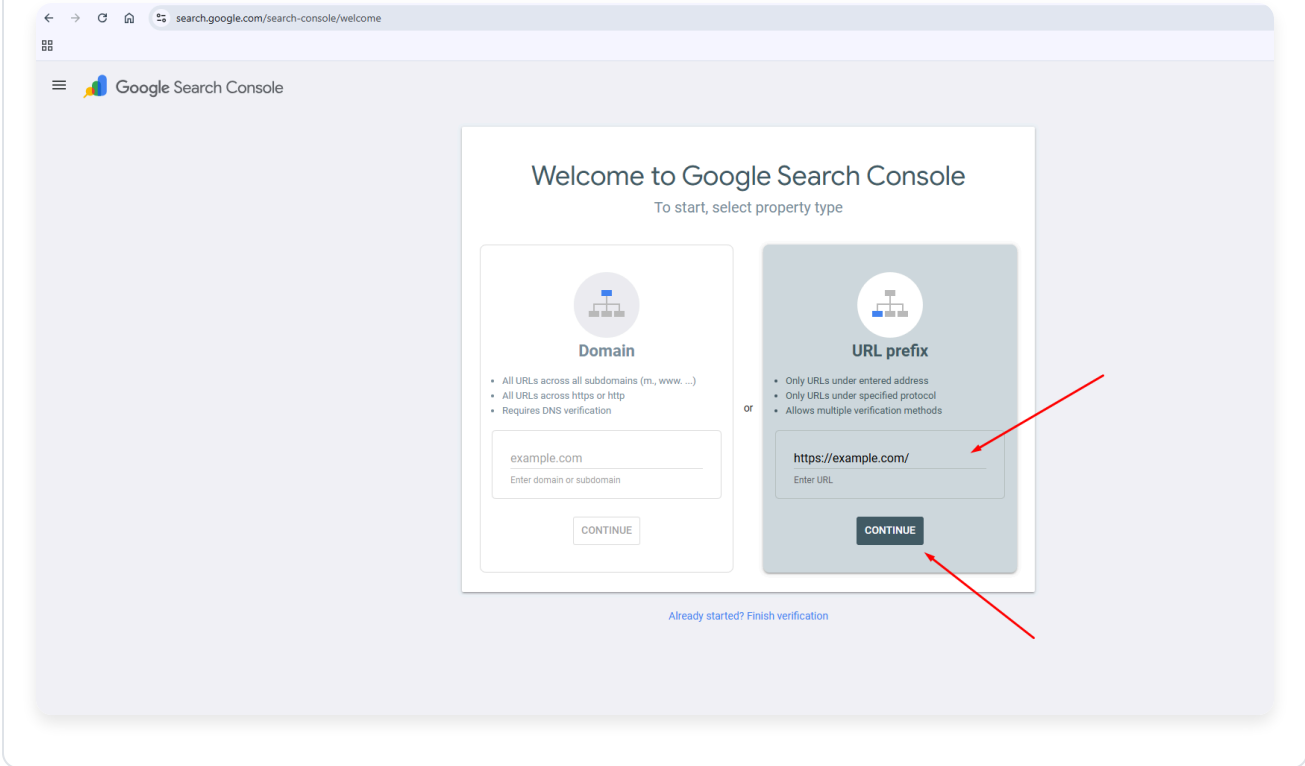 search.google.com/search-console/welcome
Google Search Console
Welcome to Google Search Console
To start, select property type
Domain
All URLs across all subdomains (m., www. ...)
All URLs across https or http
Requires DNS verification
example.com
Enter domain or subdomain
CONTINUE
or
URL prefix
Only URLs under entered address
Only URLs under specified protocol
Allows multiple verification methods
https://example.com/
Enter URL
CONTINUE
Already started? Finish verification